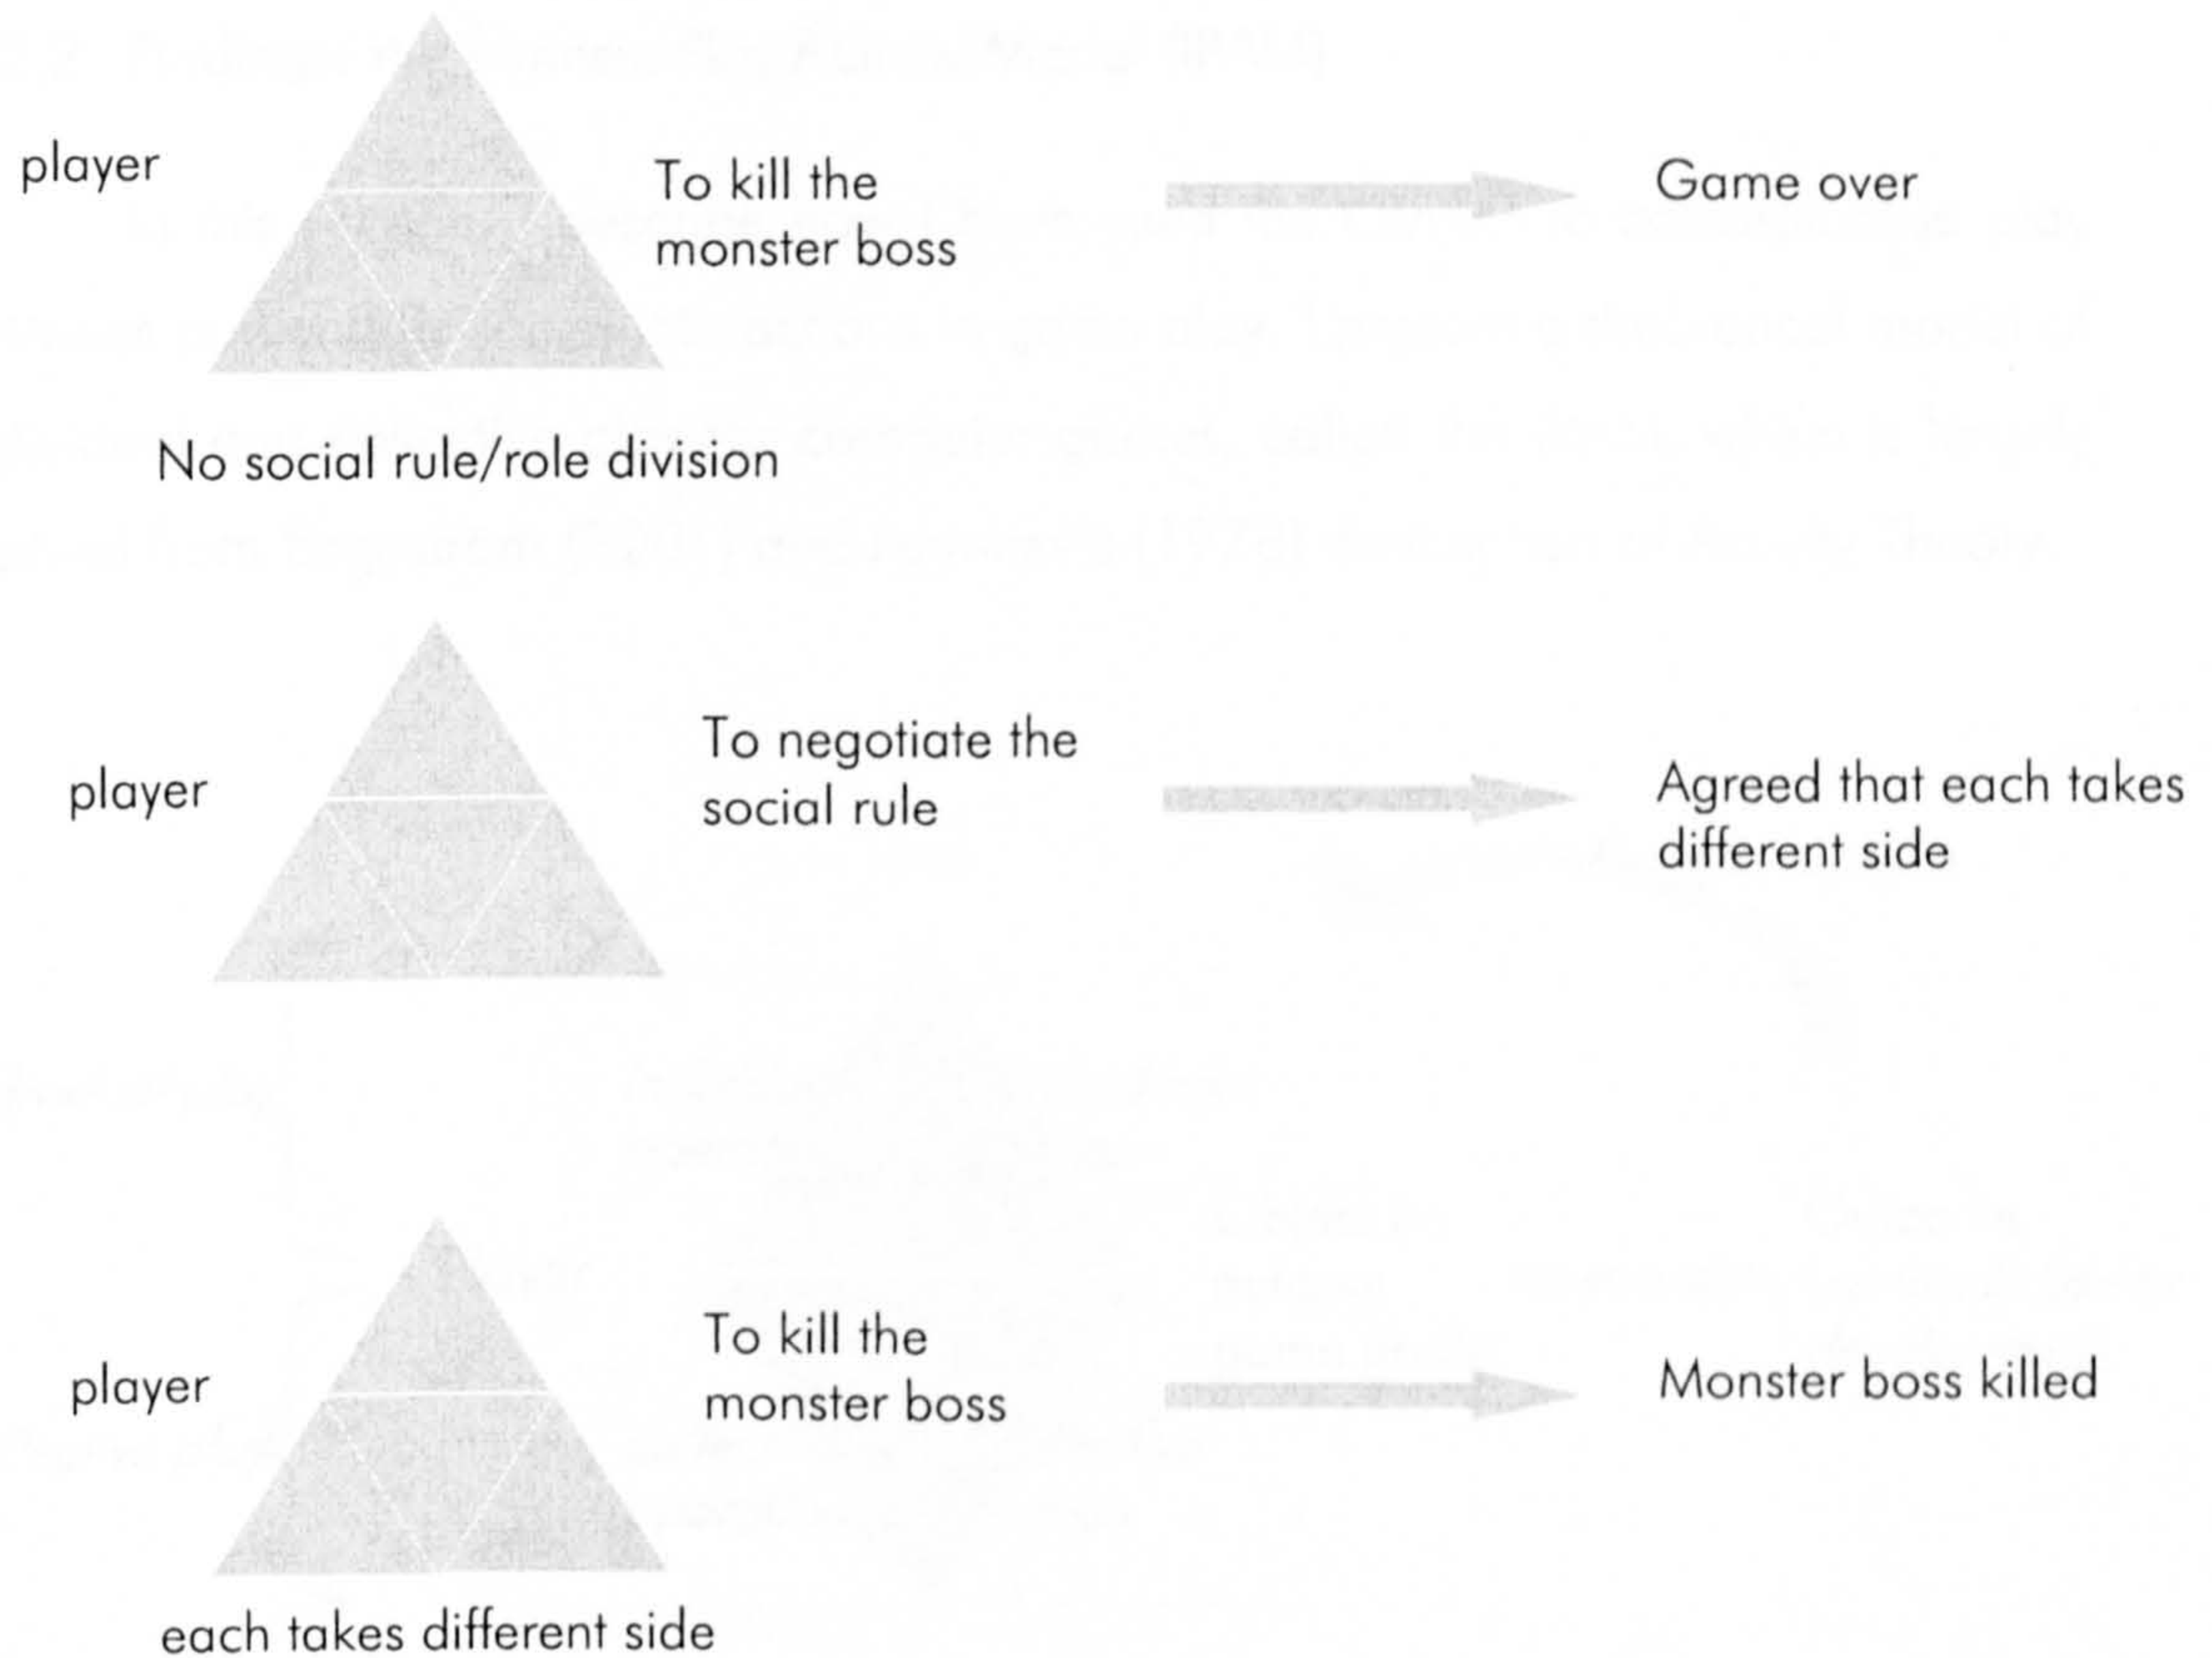 player
To kill the
monster boss
Game over
No social rule/role division
player
To negotiate the
social rule
Agreed that each takes
different side
player
To kill the
monster boss
Monster boss killed
each takes different side